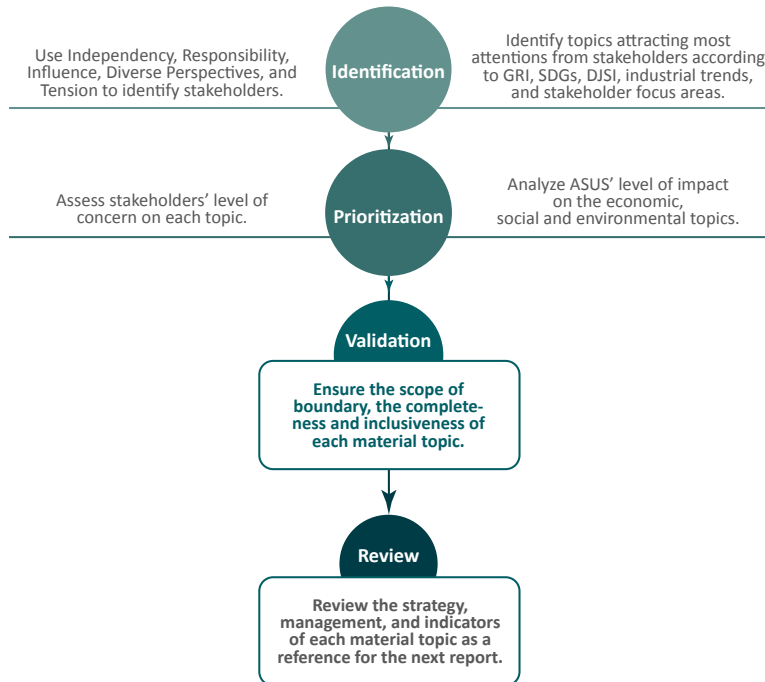 Use Independency, Responsibility,
Influence, Diverse Perspectives, and
Tension to identify stakeholders.
Identification
Identify topics attracting most
attentions from stakeholders according
to GRI, SDGs, DJSI, industrial trends,
and stakeholder focus areas.
Assess stakeholders’ level of
concern on each topic.
Prioritization
Analyze ASUS’ level of impact
on the economic,
social and environmental topics.
Validation
Ensure the scope of
boundary, the complete-
ness and inclusiveness of
each material topic.
Review
Review the strategy,
management, and indicators
of each material topic as a
reference for the next report.